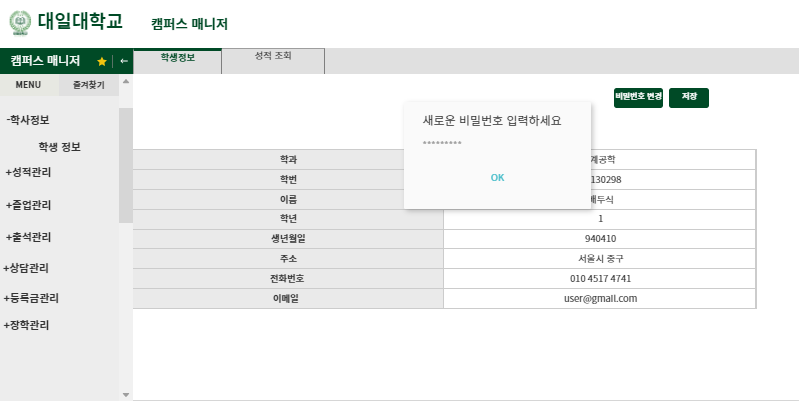 대일대학교 캠퍼스 매니저
캠퍼스 매니저
학생정보 성적 조회
MENU 즐겨찾기
비밀번호 변경 저장
-학사정보
학생 정보
+성적관리
+졸업관리
+출석관리
+상담관리
+등록금관리
+장학관리
새로운 비밀번호 입력하세요
*********
OK
학과 계공학
학번 130298
이름 배두식
학년 1
생년월일 940410
주소 서울시 중구
전화번호 010 4517 4741
이메일 user@gmail.com